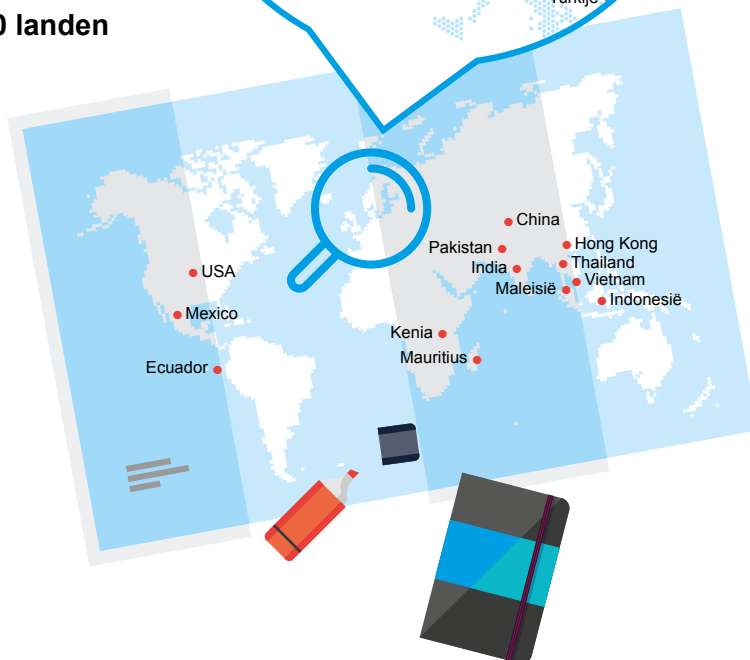 0 landen
China
Pakistan
Hong Kong
India
Thailand
Vietnam
Maleisië
Indonesië
USA
Mexico
Kenia
Mauritius
Ecuador